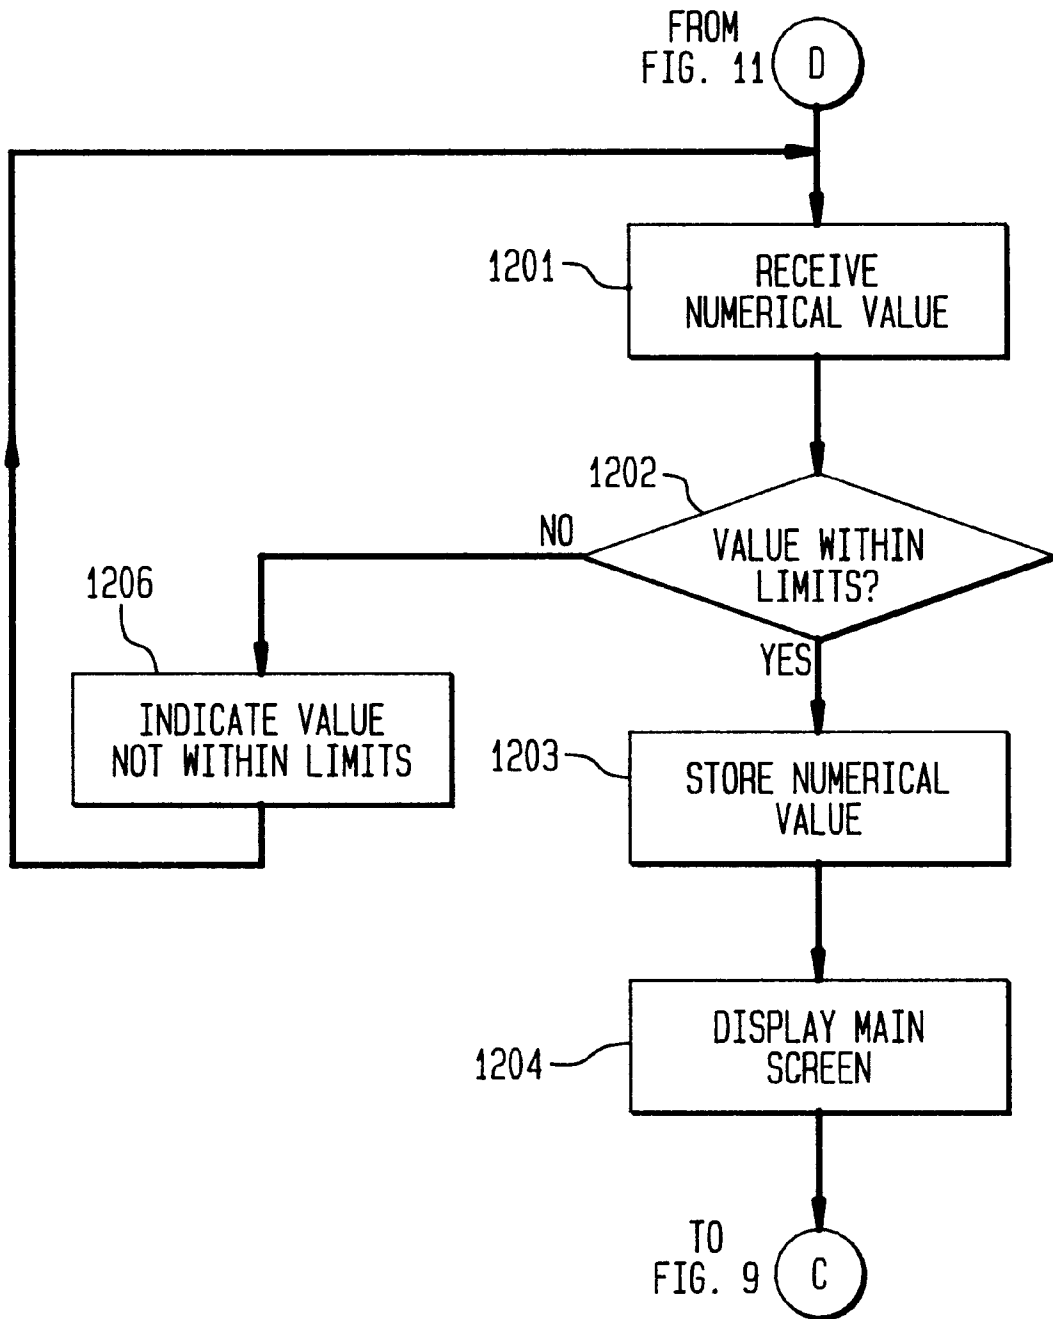 FROM
FIG. 11
D
1201
RECEIVE
NUMERICAL VALUE
1202
NO
VALUE WITHIN
LIMITS?
1206
YES
INDICATE VALUE
NOT WITHIN LIMITS
1203
STORE NUMERICAL
VALUE
1204
DISPLAY MAIN
SCREEN
TO
FIG. 9
C